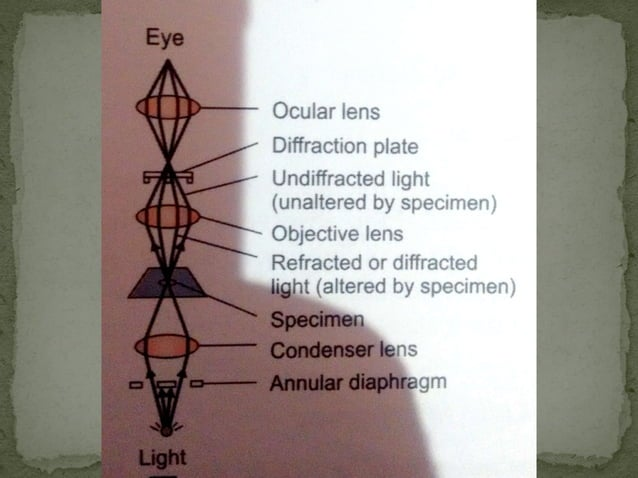 Eye
Ocular lens
Diffraction plate
Undiffracted light
(unaltered by specimen)
Objective lens
Refracted or diffracted
light (altered by specimen)
Specimen
Condenser lens
Annular diaphragm
Light